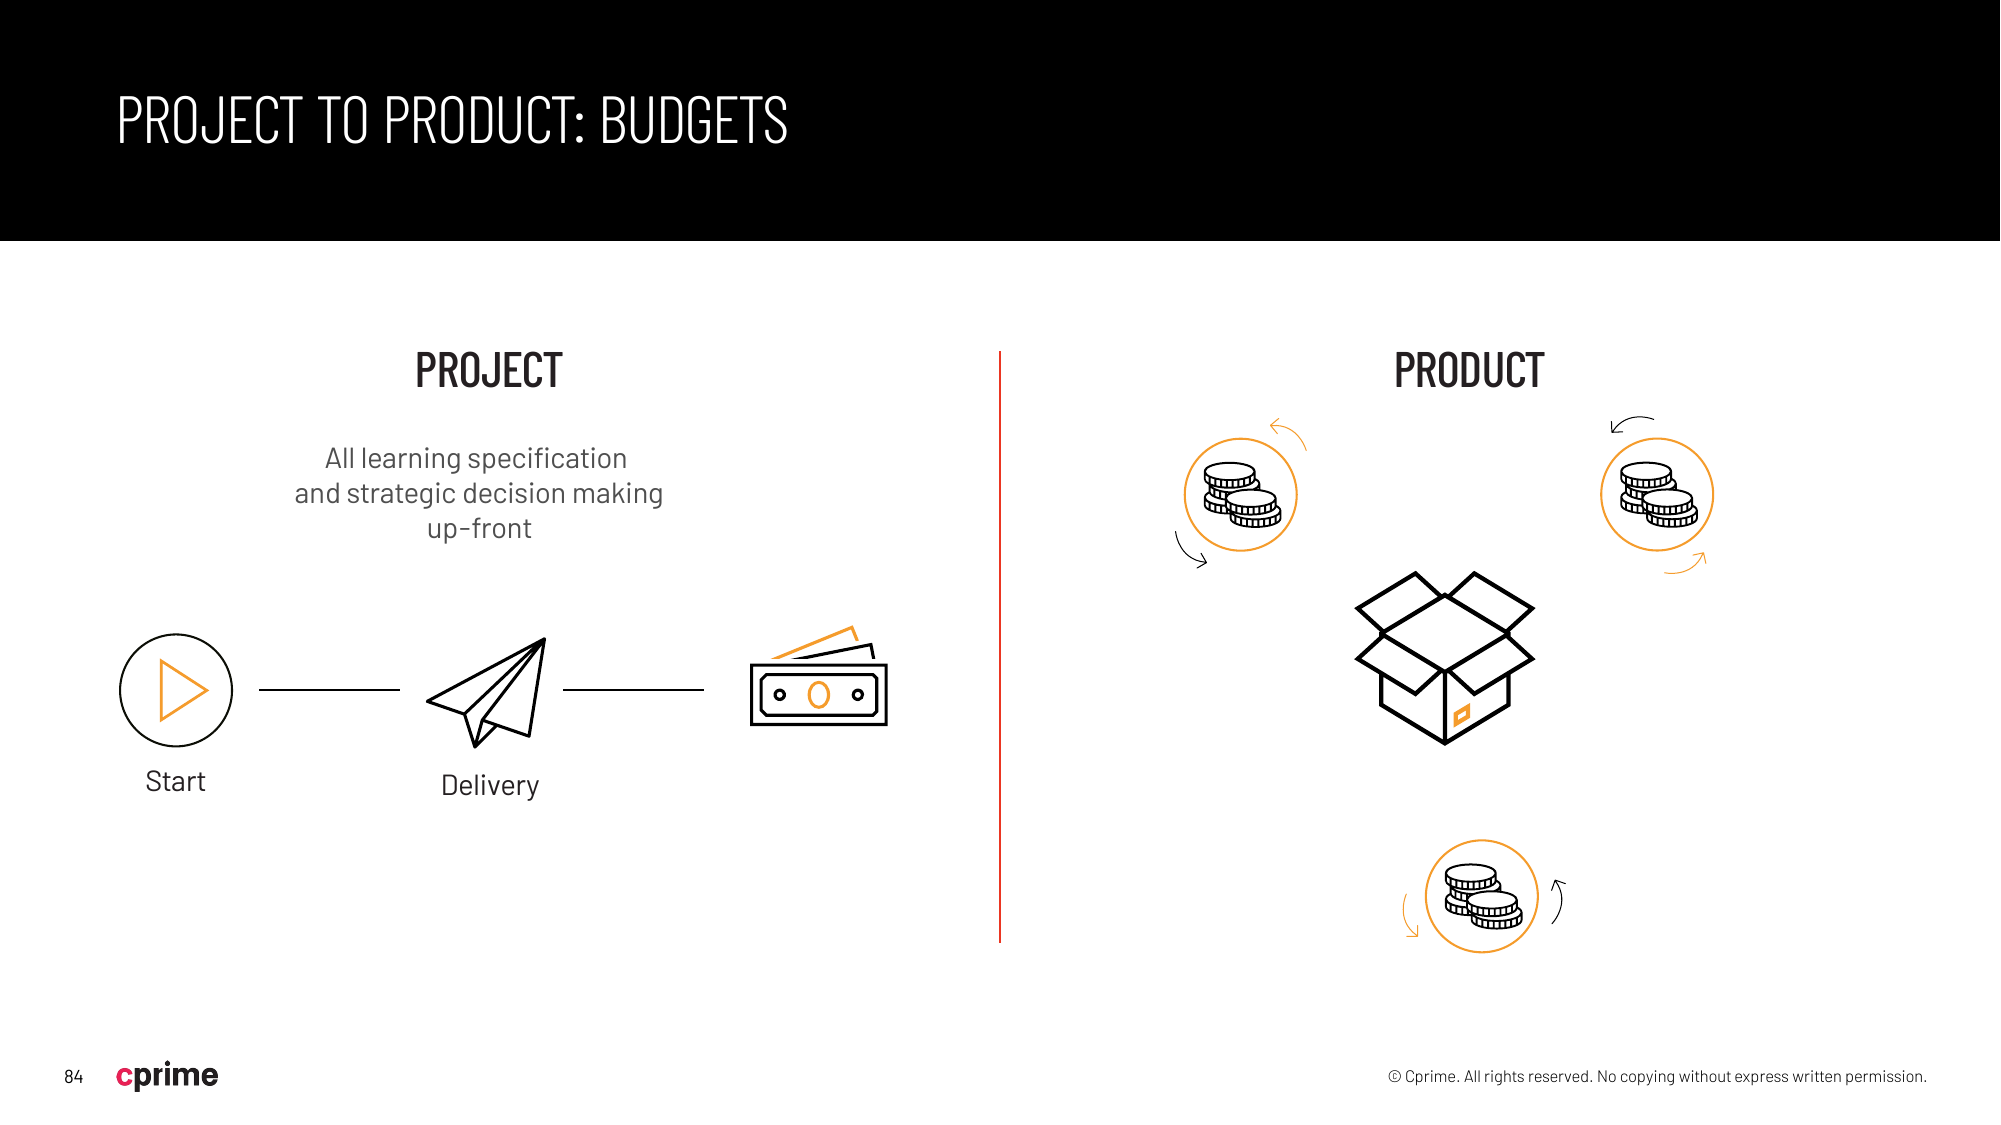 PROJECT TO PRODUCT: BUDGETS
PROJECT
All learning specification
and strategic decision making
up-front
Start
Delivery
PRODUCT
84
cprime
© Cprime. All rights reserved. No copying without express written permission.